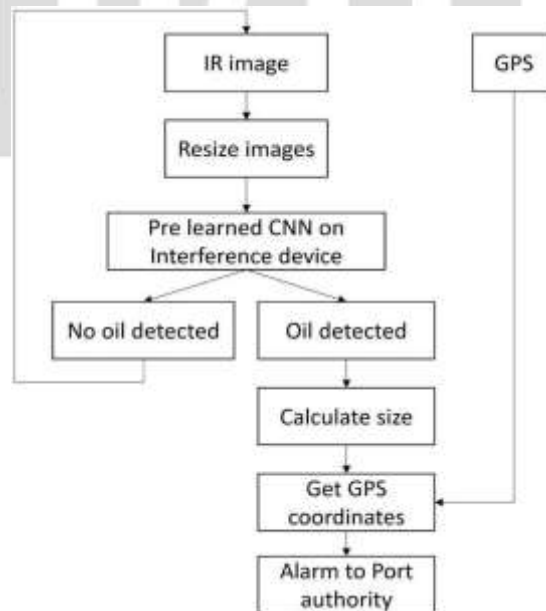 IR image
GPS
Resize images
Pre learned CNN on
Interference device
No oil detected
Oil detected
Calculate size
Get GPS
coordinates
Alarm to Port
authority